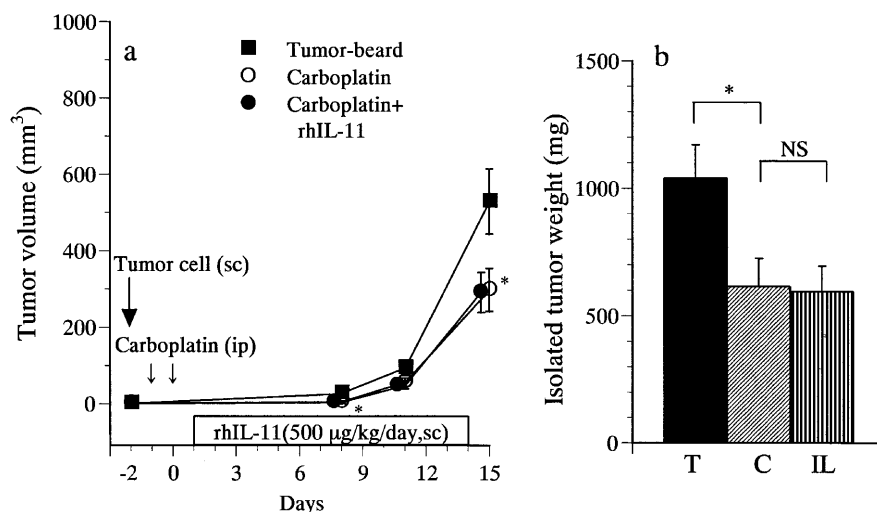 a
1000
800
600
400
200
0
Tumor volume (mm³)
Tumor-beard
Carboplatin
Carboplatin+
rhIL-11
Tumor cell (sc)
Carboplatin (ip)
*
*
rhIL-11(500 µg/kg/day,sc)
-2 0 3 6 9 12 15
Days
b
1500
1000
500
0
Isolated tumor weight (mg)
*
NS
T C IL